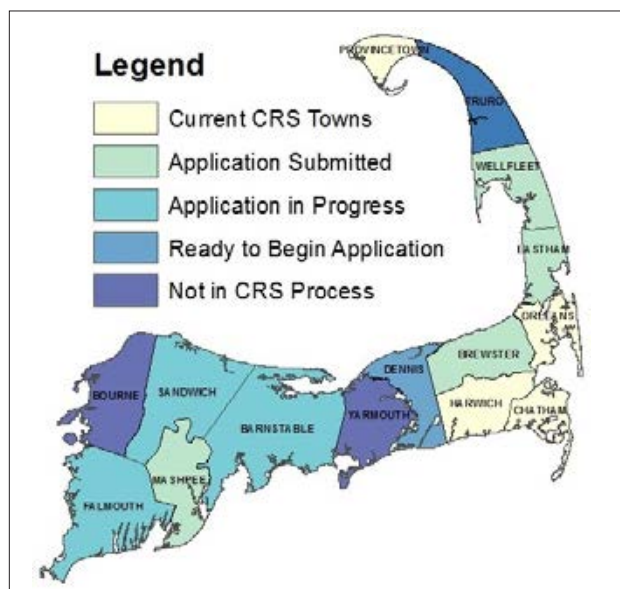 PROVINCETOWN
Legend
TRURO
Current CRS Towns
Application Submitted
WELLFLEET
Application in Progress
Ready to Begin Application
EASTHAM
Not in CRS Process
ORLEANS
BREWSTER
DENNIS
BOURNE
SANDWICH
HARWICH
CHATHAM
YARMOUTH
BARNSTABLE
MASHPEE
FALMOUTH